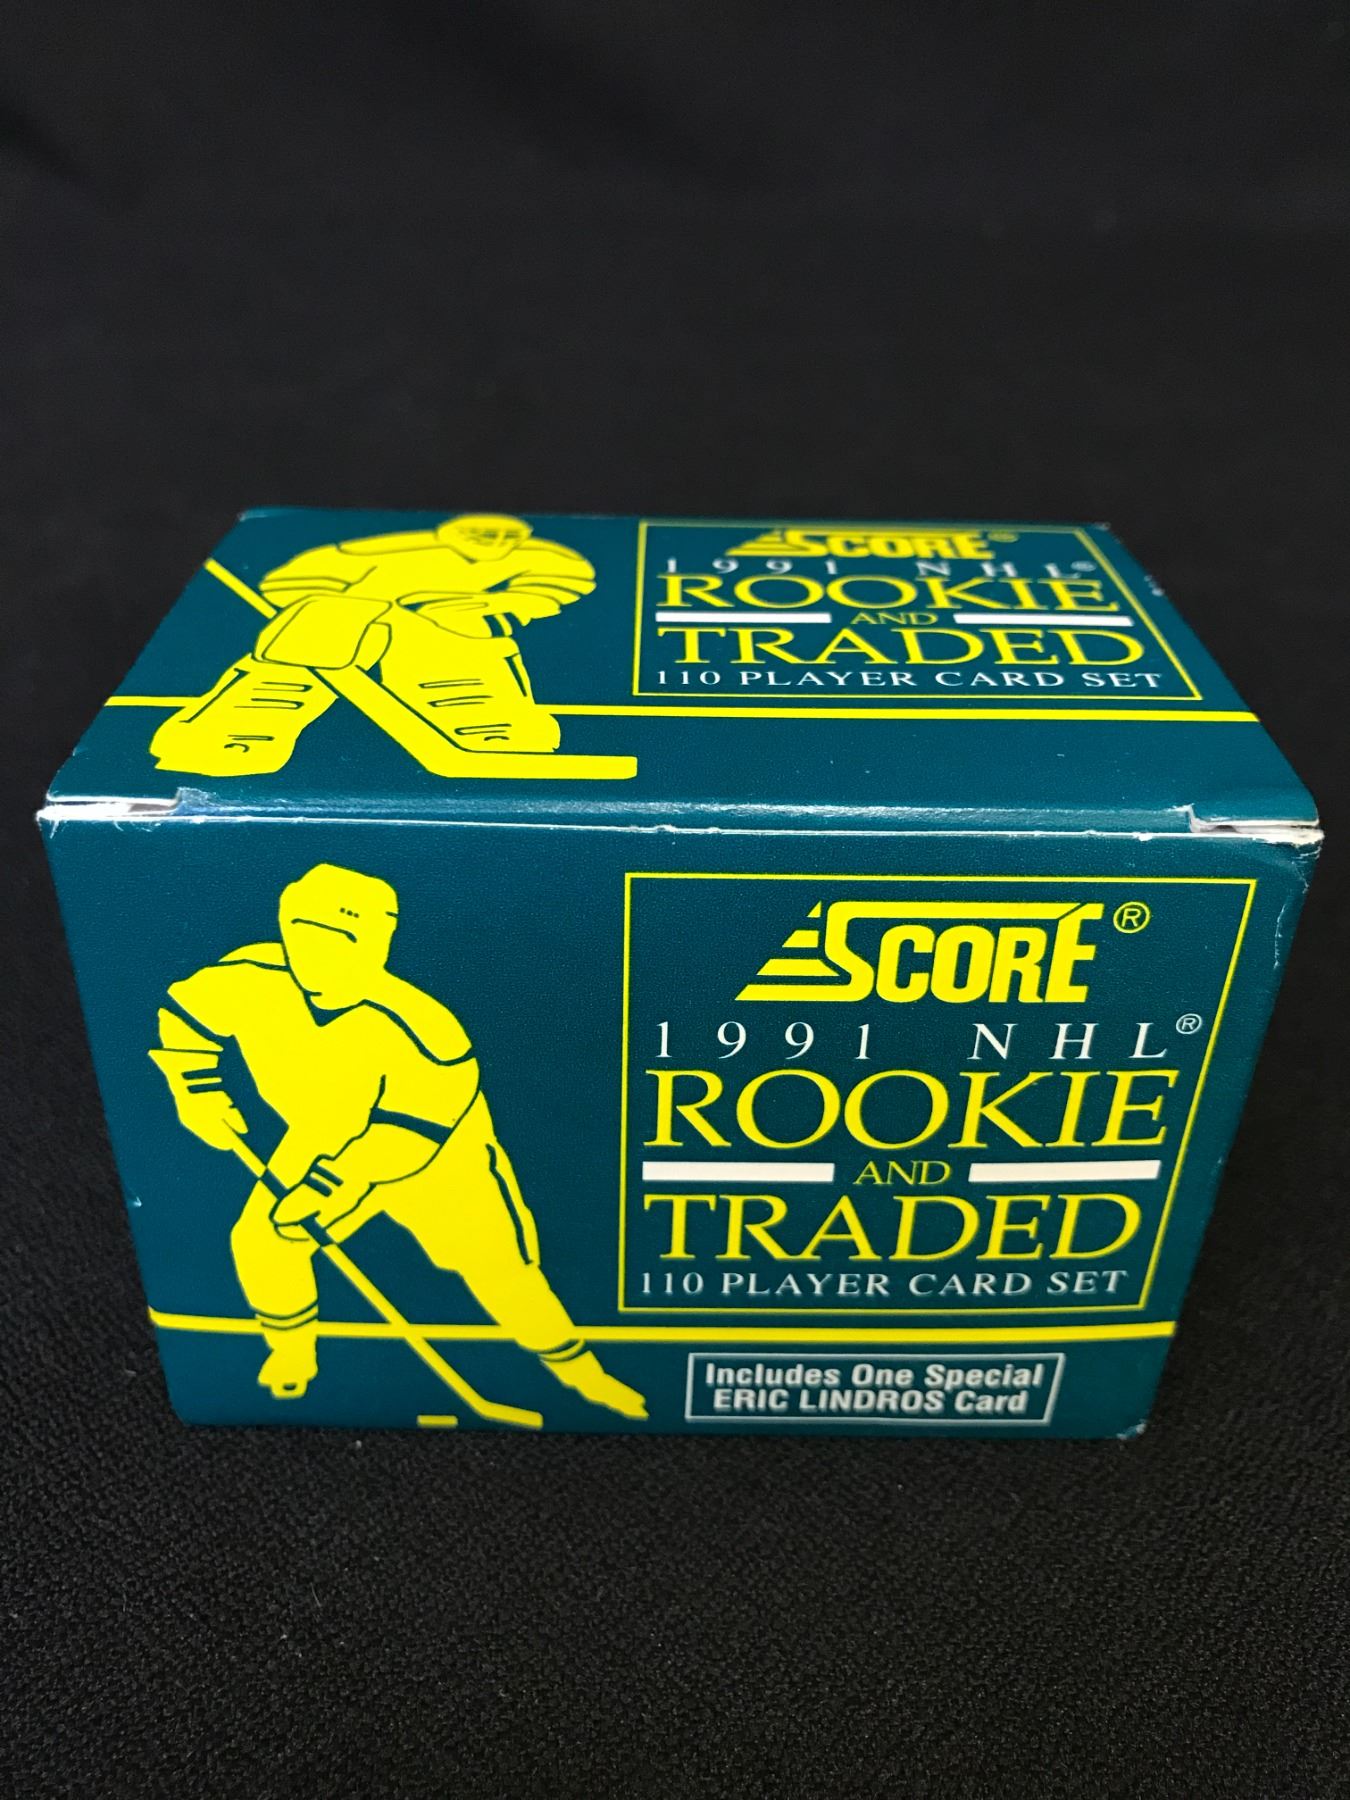 SCORE®
1991 NHL®
ROOKIE
AND
TRADED
110 PLAYER CARD SET
SCORE®
1991 NHL®
ROOKIE
AND
TRADED
110 PLAYER CARD SET
Includes One Special
ERIC LINDROS Card